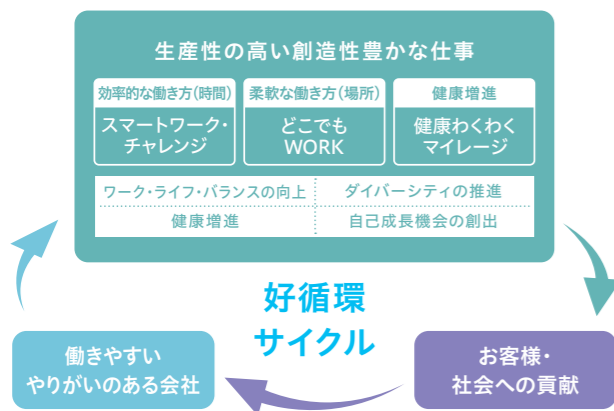 生産性の高い創造性豊かな仕事
効率的な働き方（時間）
スマートワーク・
チャレンジ
柔軟な働き方（場所）
どこでも
WORK
健康増進
健康わくわく
マイレージ
ワーク・ライフ・バランスの向上
ダイバーシティの推進
健康増進
自己成長機会の創出
好循環
サイクル
働きやすい
やりがいのある会社
お客様・
社会への貢献